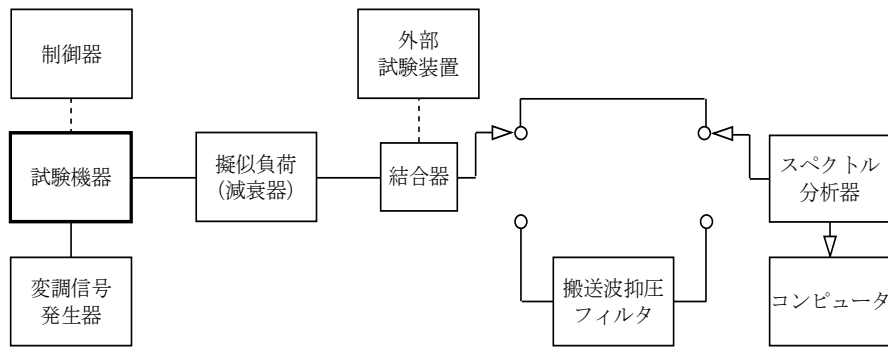 制御器
外部
試験装置
試験機器
擬似負荷
（減衰器）
結合器
スペクトル
分析器
変調信号
発生器
搬送波抑圧
フィルタ
コンピュータ